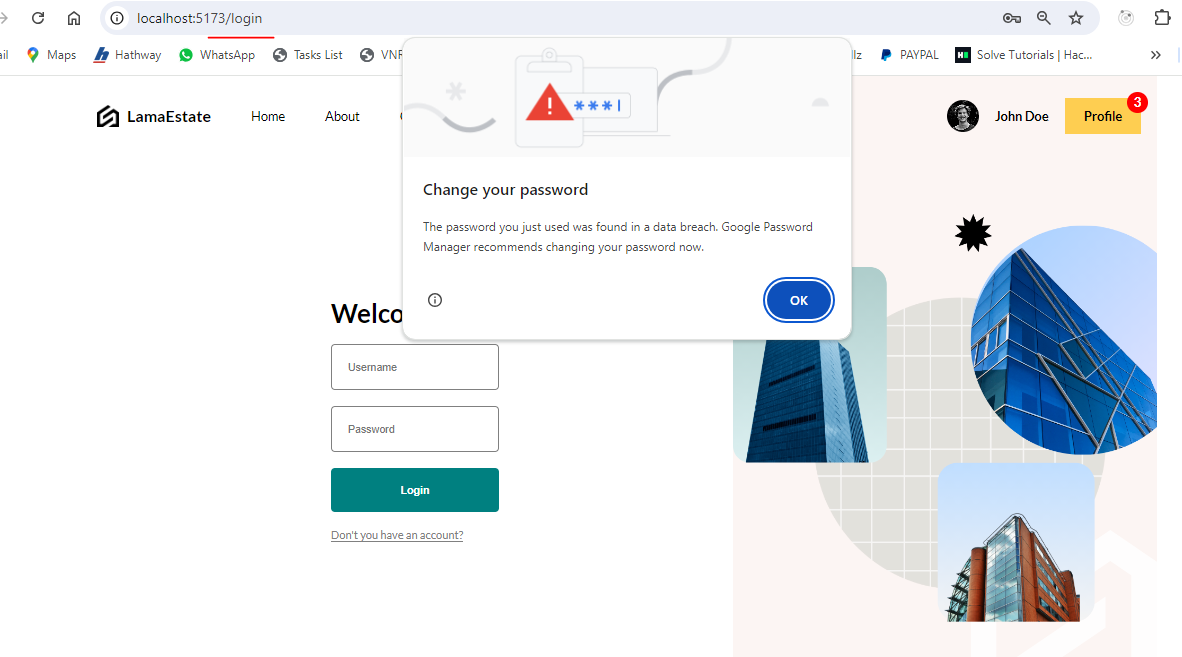 localhost:5173/login
Maps
Hathway
WhatsApp
Tasks List
PAYPAL
Solve Tutorials | Hac...
»
LamaEstate
Home
About
John Doe
Profile
3
***
Change your password
The password you just used was found in a data breach. Google Password
Manager recommends changing your password now.
OK
Welco
Username
Password
Login
Don't you have an account?